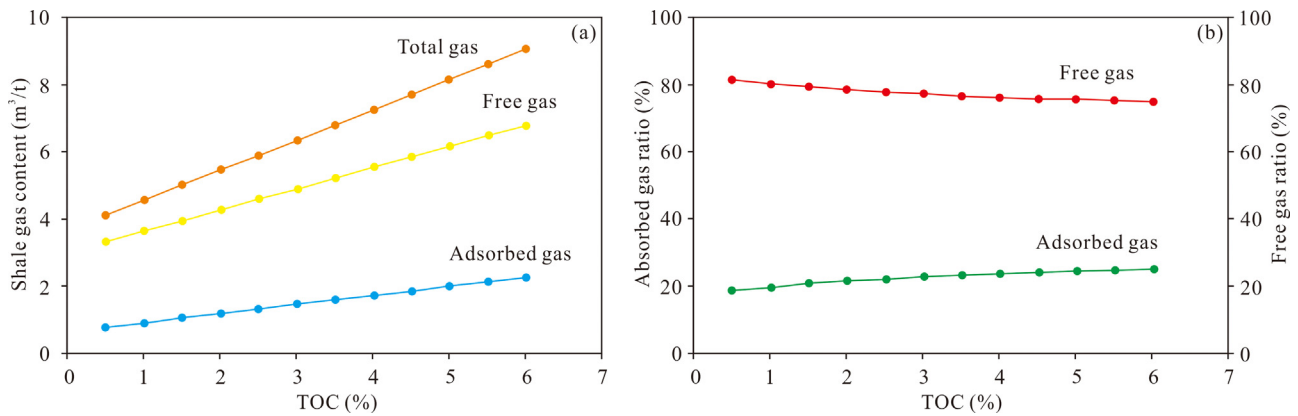 (a)
Total gas
Free gas
Adsorbed gas
Shale gas content (m³/t)
10
8
6
4
2
0
0 1 2 3 4 5 6 7
TOC (%)
(b)
Free gas
Adsorbed gas
Absorbed gas ratio (%)
100
80
60
40
20
0
0 1 2 3 4 5 6 7
TOC (%)
100
80
60
40
20
0
Free gas ratio (%)